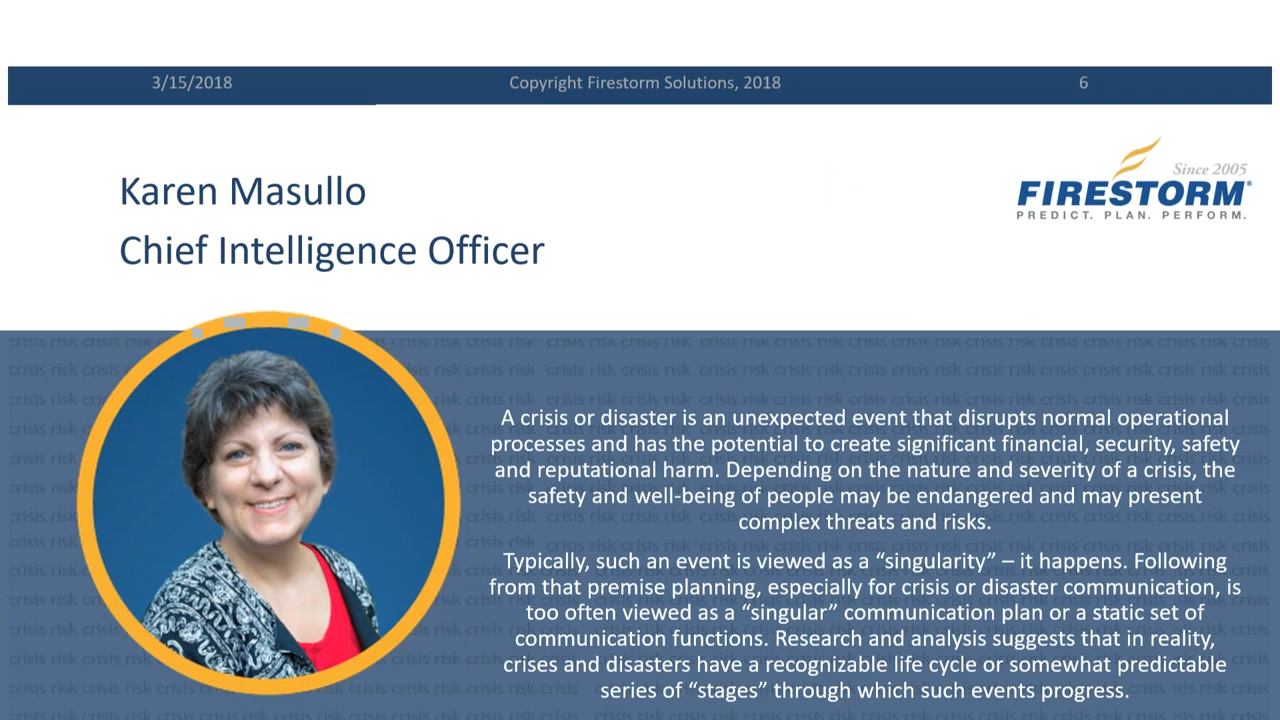 3/15/2018 Copyright Firestorm Solutions, 2018 6
Since 2005
FIRESTORM®
PREDICT. PLAN. PERFORM.
Karen Masullo
Chief Intelligence Officer
A crisis or disaster is an unexpected event that disrupts normal operational
processes and has the potential to create significant financial, security, safety
and reputational harm. Depending on the nature and severity of a crisis, the
safety and well-being of people may be endangered and may present
complex threats and risks.
Typically, such an event is viewed as a “singularity” – it happens. Following
from that premise planning, especially for crisis or disaster communication, is
too often viewed as a “singular” communication plan or a static set of
communication functions. Research and analysis suggests that in reality,
crises and disasters have a recognizable life cycle or somewhat predictable
series of “stages” through which such events progress.